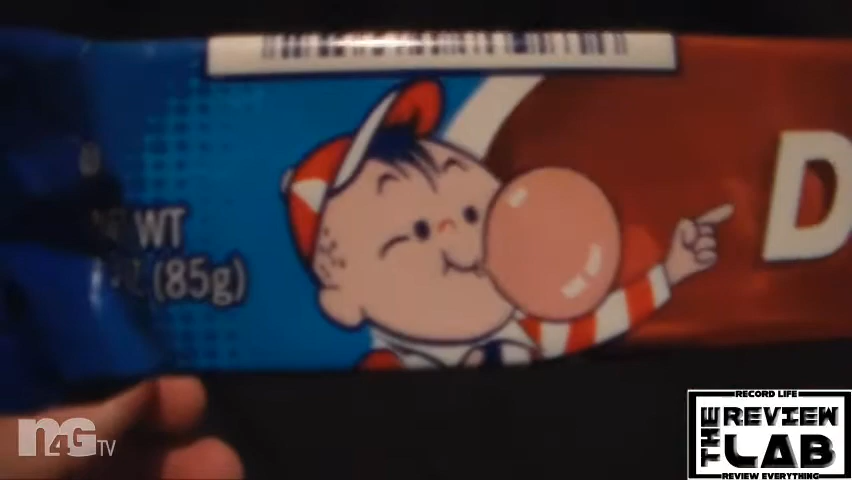 WT
(85g)
D
n4G TV
RECORD LIFE
THE REVIEW LAB
REVIEW EVERYTHING